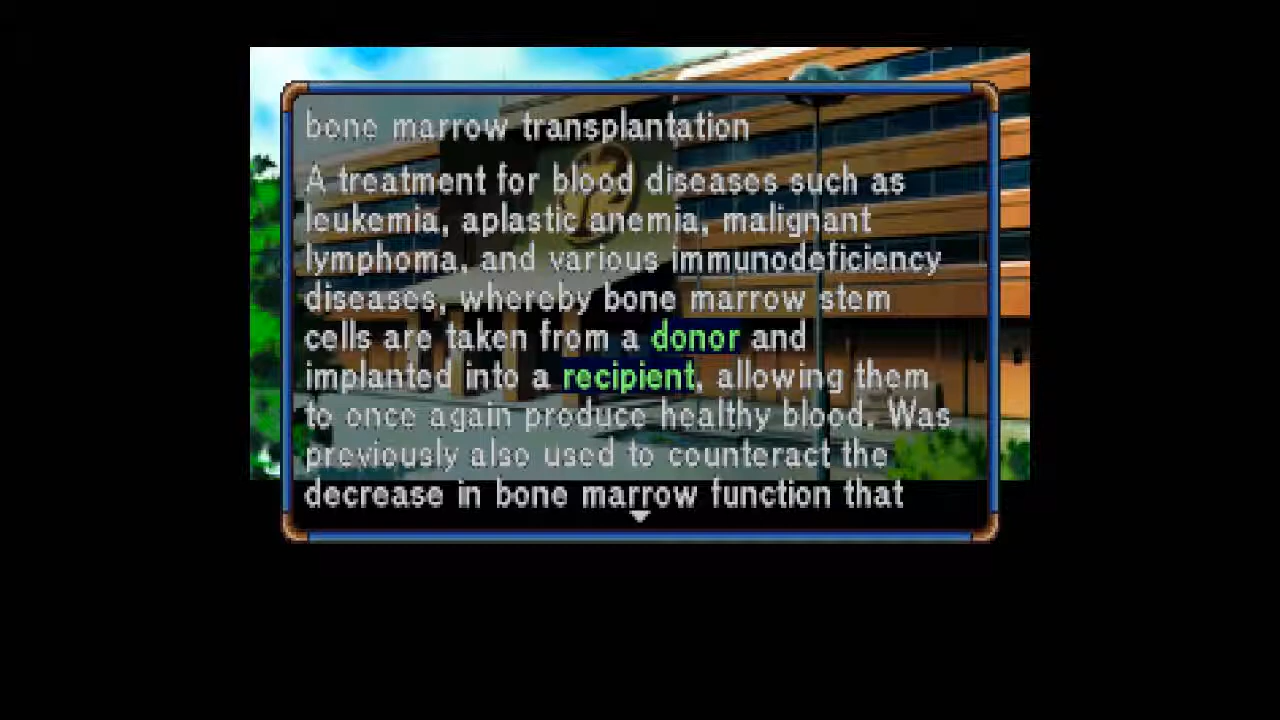 bone marrow transplantation
A treatment for blood diseases such as
leukemia, aplastic anemia, malignant
lymphoma, and various immunodeficiency
diseases, whereby bone marrow stem
cells are taken from a donor and
implanted into a recipient, allowing them
to once again produce healthy blood. Was
previously also used to counteract the
decrease in bone marrow function that